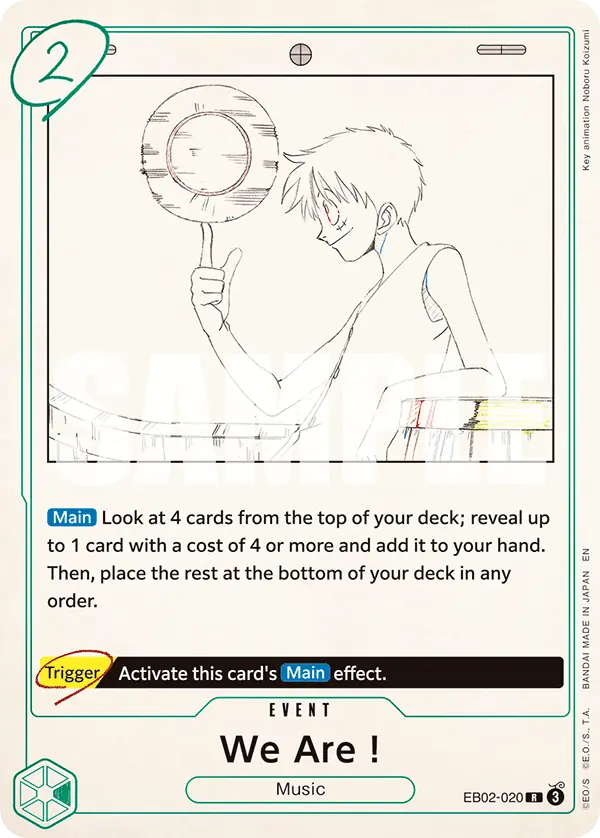 2
Key animation Noboru Koizumi
SAMPLE
Main Look at 4 cards from the top of your deck; reveal up
to 1 card with a cost of 4 or more and add it to your hand.
Then, place the rest at the bottom of your deck in any
order.
Trigger Activate this card's Main effect.
EVENT
We Are !
Music
EB02-020 R 3
©E.O/S ©E.O./S., T.A. BANDAI MADE IN JAPAN EN